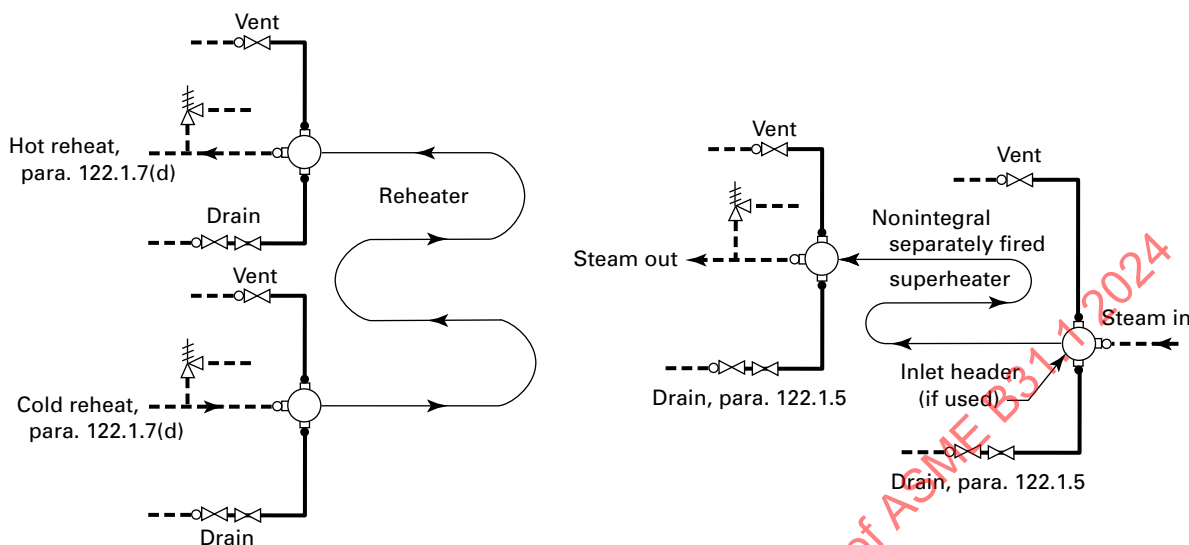 Vent
Hot reheat,
para. 122.1.7(d)
Reheater
Drain
Vent
Cold reheat,
para. 122.1.7(d)
Drain
Vent
Vent
Nonintegral
separately fired
superheater
Steam out
Steam in
Inlet header
(if used)
Drain, para. 122.1.5
Drain, para. 122.1.5
of ASME B31.1 2024